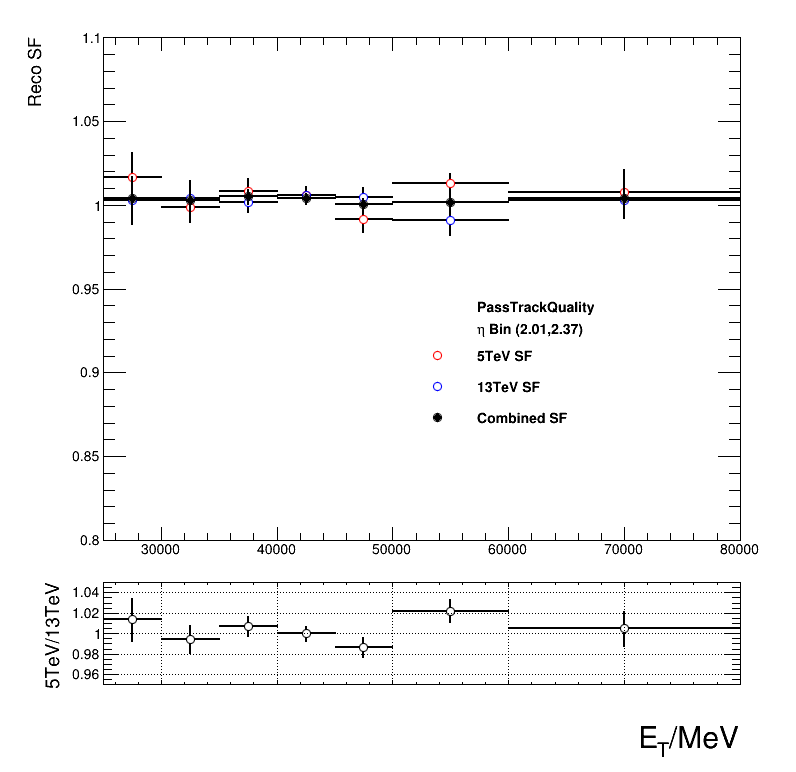 Reco SF
1.1
1.05
1
0.95
0.9
0.85
0.8
PassTrackQuality
η Bin (2.01,2.37)
5TeV SF
13TeV SF
Combined SF
30000 40000 50000 60000 70000 80000
5TeV/13TeV
1.04
1.02
1
0.98
0.96
E_T/MeV